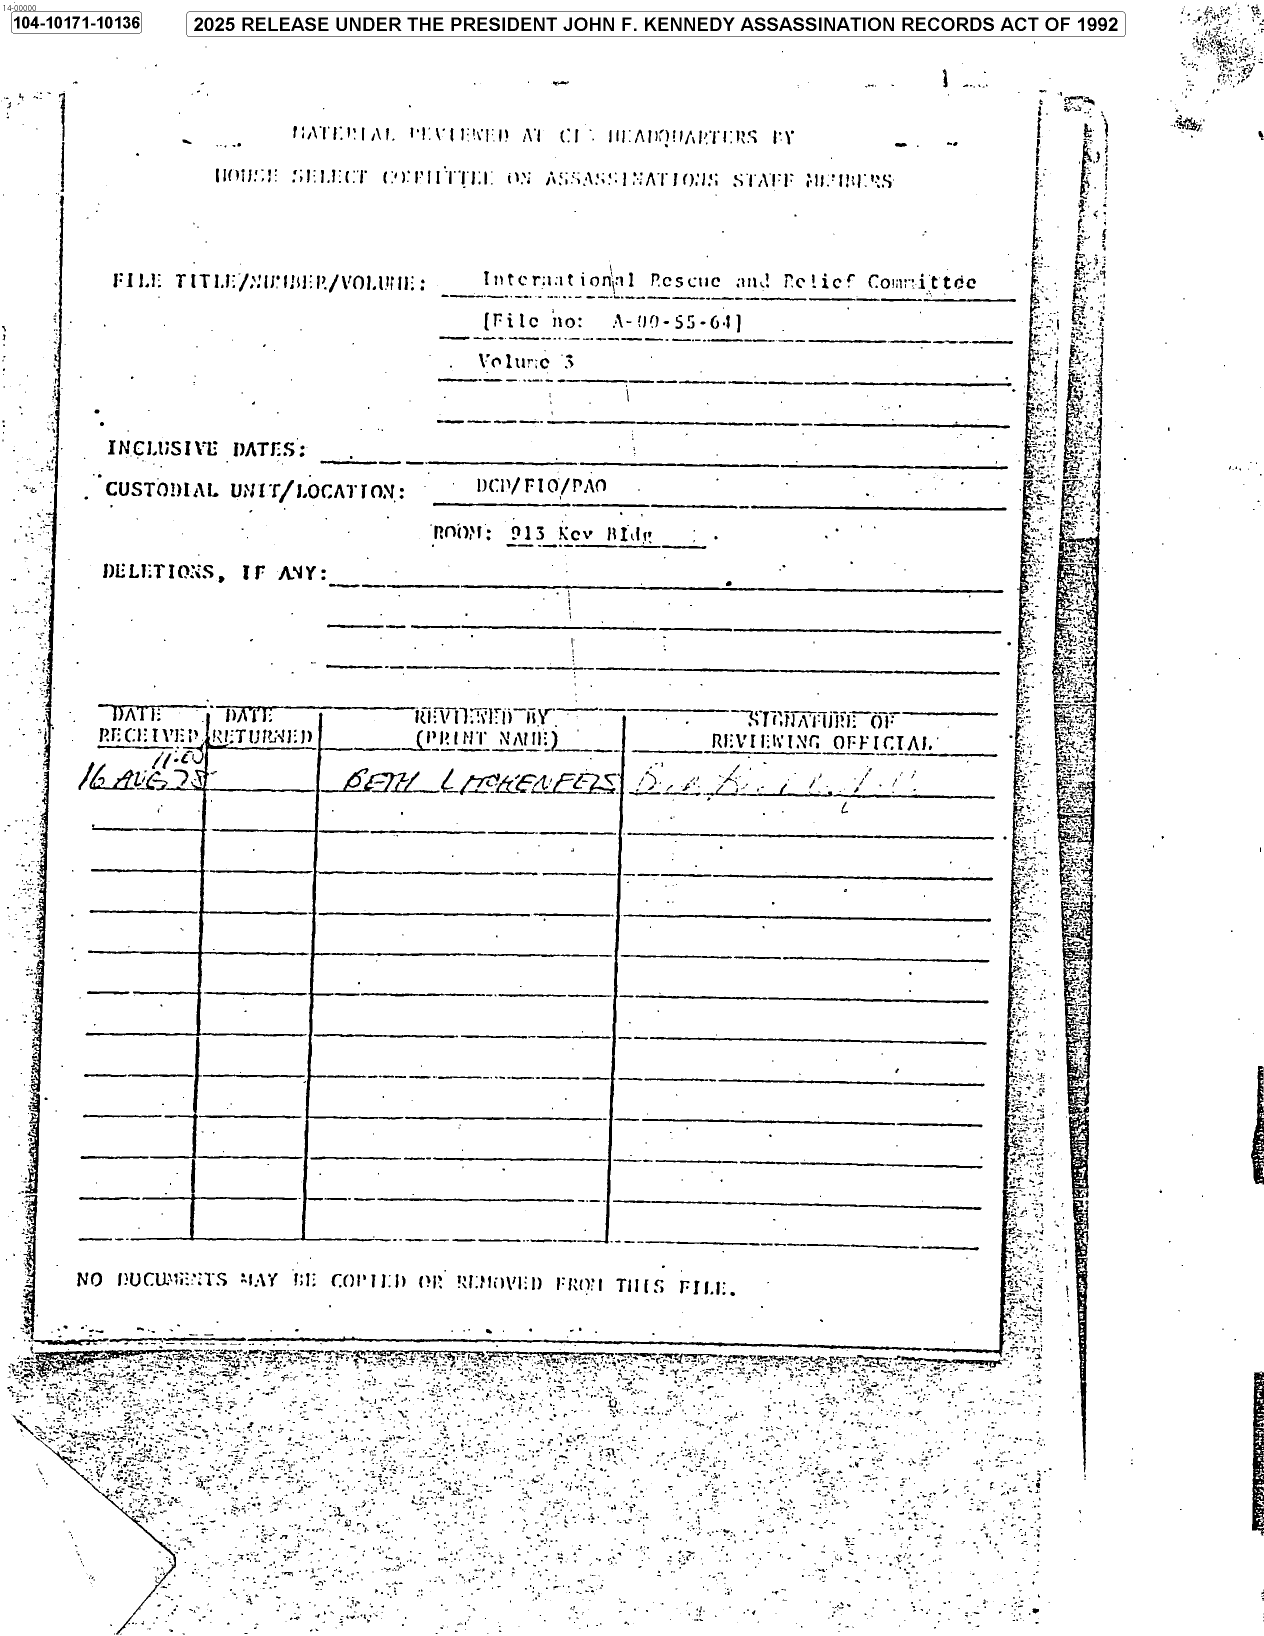 14-00000
104-10171-10136
2025 RELEASE UNDER THE PRESIDENT JOHN F. KENNEDY ASSASSINATION RECORDS ACT OF 1992
MATERIAL REVIEWED AT CIA HEADQUARTERS BY
HOUSE SELECT COMMITTEE ON ASSASSINATIONS STAFF MEMBERS
FILE TITLE/NUMBER/VOLUME: International Rescue and Relief Committee
[File no: A-00-55-64]
Volume 3
INCLUSIVE DATES:
CUSTODIAL UNIT/LOCATION: DCD/FIO/PAO
ROOM: 913 Key Bldg
DELETIONS, IF ANY:
DATE RECEIVED DATE RETURNED REVIEWED BY (PRINT NAME) SIGNATURE OF REVIEWING OFFICIAL
11:00
16 AUG 78 BETH LICHTENFELS
NO DOCUMENTS MAY BE COPIED OR REMOVED FROM THIS FILE.